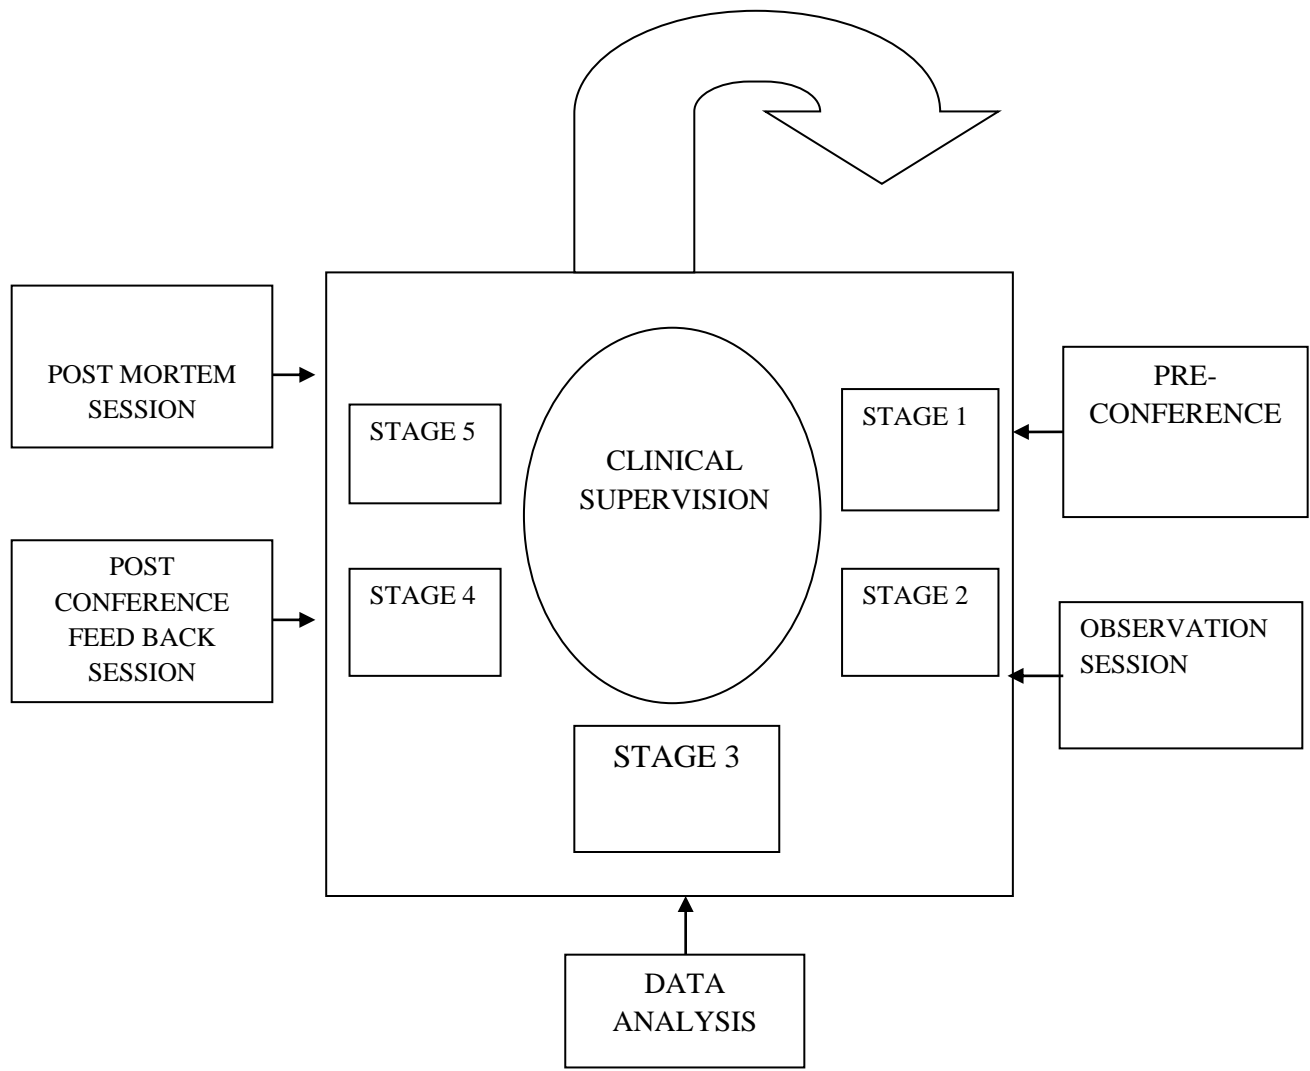 POST MORTEM
SESSION
STAGE 5
CLINICAL
SUPERVISION
STAGE 1
PRE-
CONFERENCE
POST
CONFERENCE
FEED BACK
SESSION
STAGE 4
STAGE 2
OBSERVATION
SESSION
STAGE 3
DATA
ANALYSIS